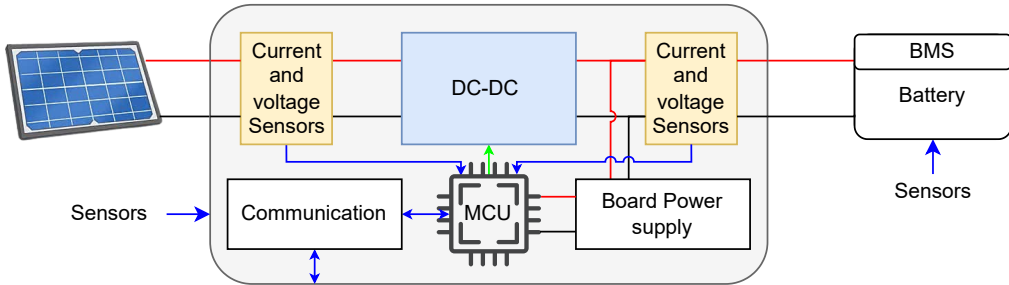 Current
and
voltage
Sensors
DC-DC
Current
and
voltage
Sensors
BMS
Battery
Sensors
Communication
MCU
Board Power
supply
Sensors